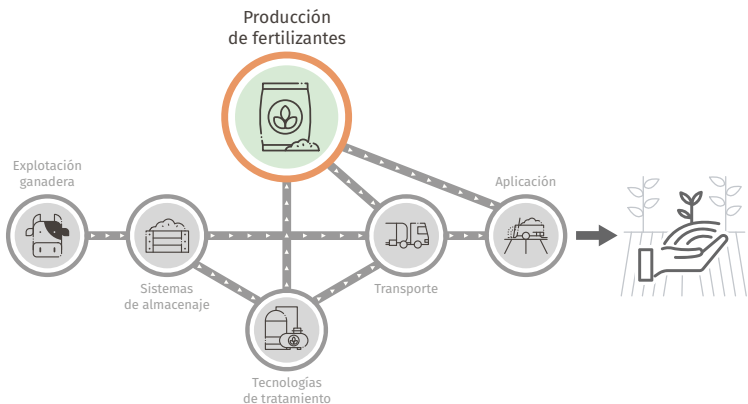 Producción
de fertilizantes
Explotación
ganadera
Aplicación
Sistemas
de almacenaje
Transporte
Tecnologías
de tratamiento